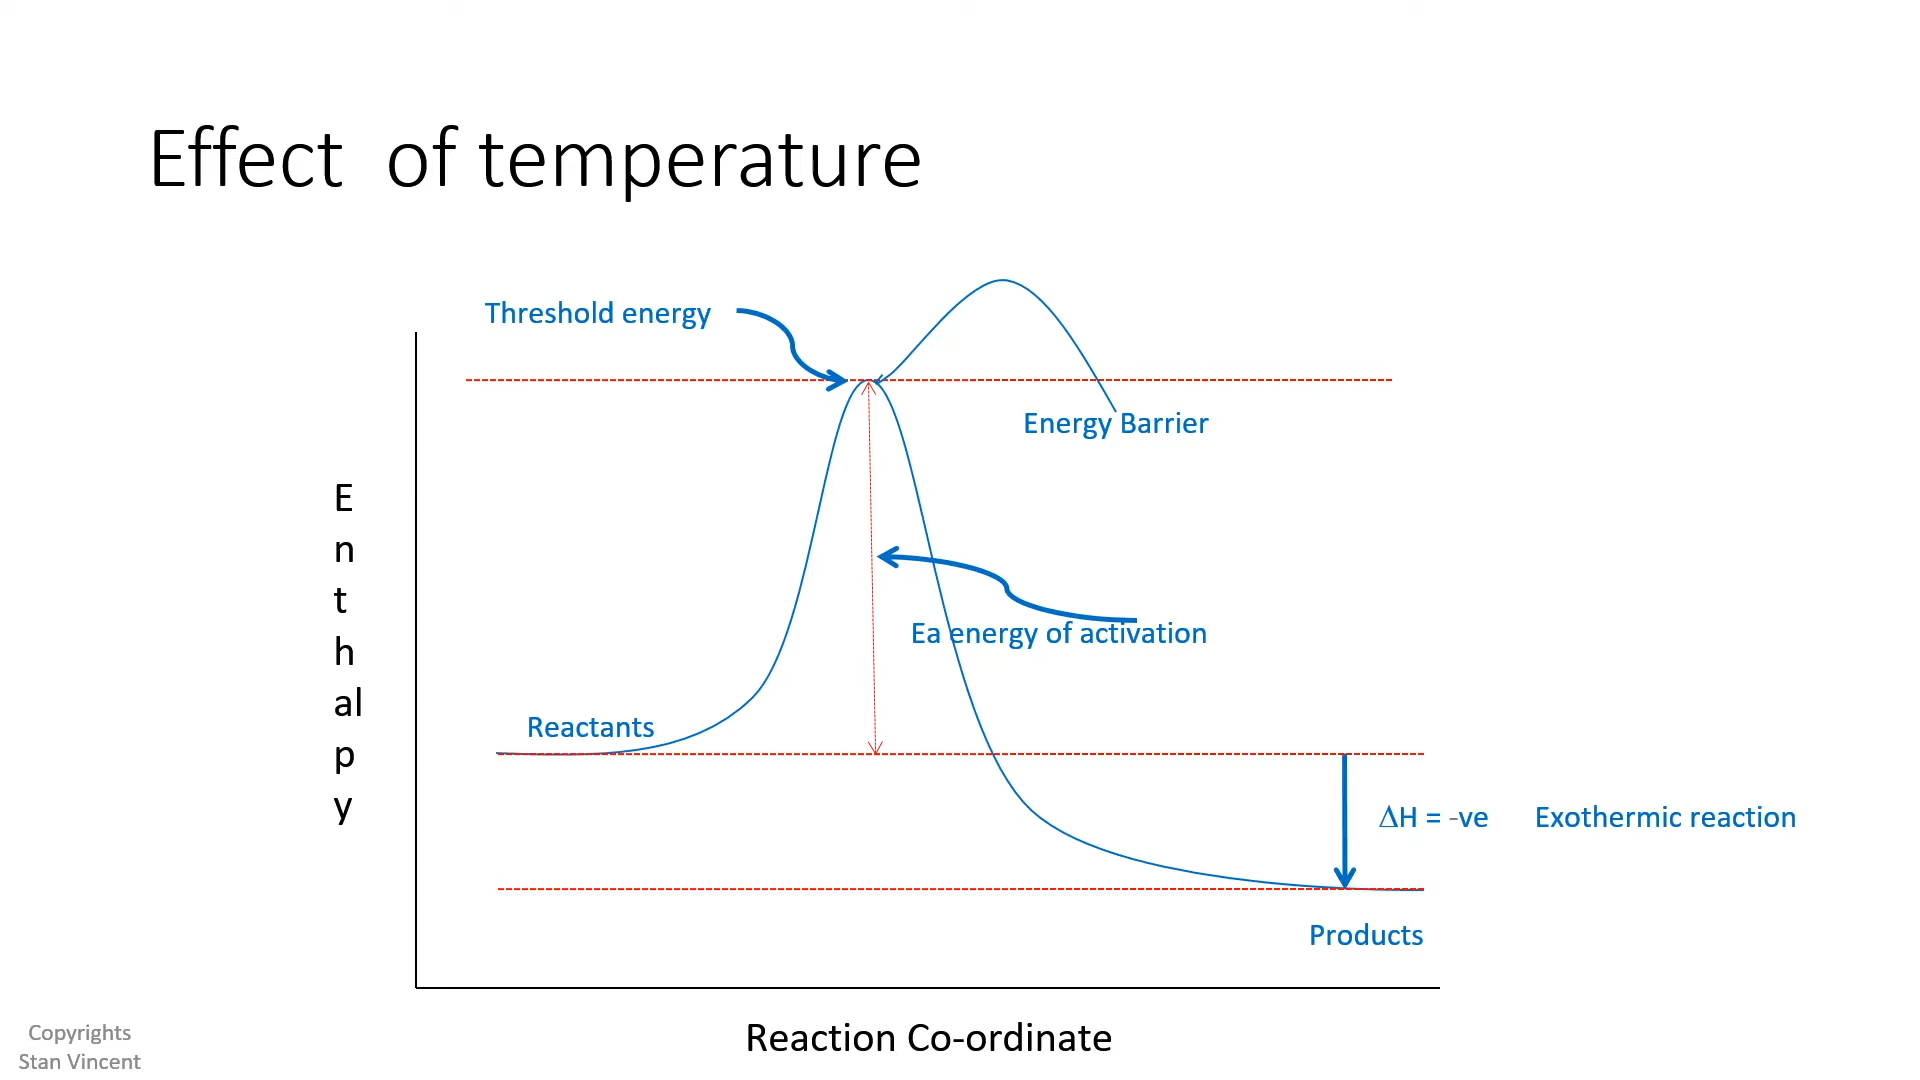 Effect  of temperature
Threshold energy
Energy Barrier
E
n
t
h
al
p
y
Ea energy of activation
Reactants
ΔH = -ve
Exothermic reaction
Products
Reaction Co-ordinate
Copyrights
Stan Vincent